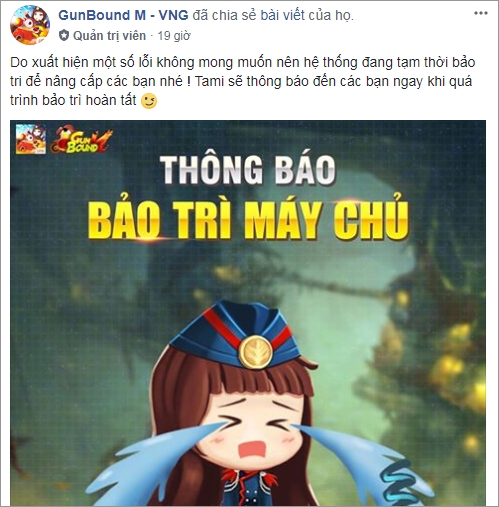 GunBound M - VNG đã chia sẻ bài viết của họ.
Quản trị viên · 19 giờ
Do xuất hiện một số lỗi không mong muốn nên hệ thống đang tạm thời bảo
trì để nâng cấp các bạn nhé ! Tami sẽ thông báo đến các bạn ngay khi quá
trình bảo trì hoàn tất
GUNBOUND
THÔNG BÁO
BẢO TRÌ MÁY CHỦ